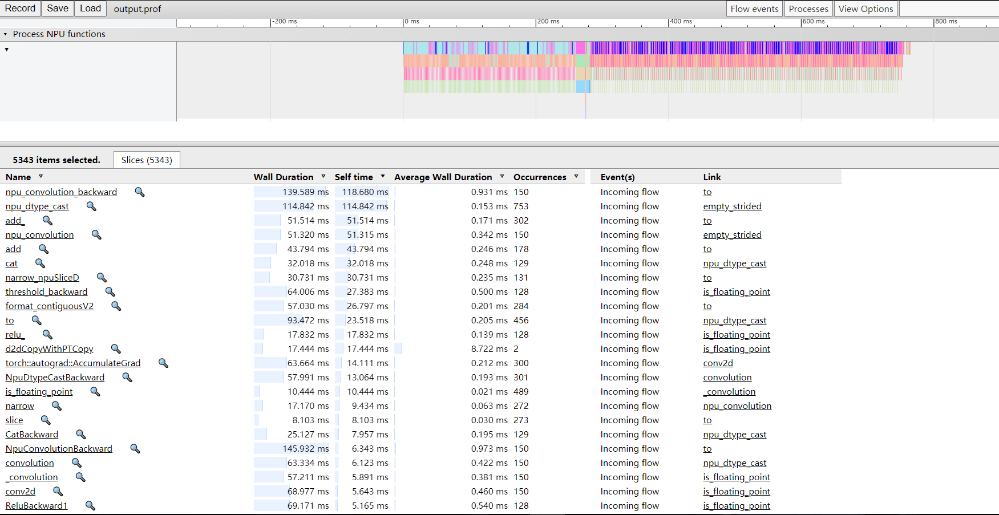 Record Save Load output.prof Flow events Processes View Options
-200 ms 0 ms 200 ms 400 ms 600 ms 800 ms
Process NPU functions
5343 items selected. Slices (5343)
Name Wall Duration Self time Average Wall Duration Occurrences Event(s) Link
npu_convolution_backward 139.589 ms 118.680 ms 0.931 ms 150 Incoming flow to
npu_dtype_cast 114.842 ms 114.842 ms 0.153 ms 753 Incoming flow empty_strided
add_ 51.514 ms 51.514 ms 0.171 ms 302 Incoming flow to
npu_convolution 51.320 ms 51.315 ms 0.342 ms 150 Incoming flow empty_strided
add 43.794 ms 43.794 ms 0.246 ms 178 Incoming flow to
cat 32.018 ms 32.018 ms 0.248 ms 129 Incoming flow npu_dtype_cast
narrow_npuSliceD 30.731 ms 30.731 ms 0.235 ms 131 Incoming flow to
threshold_backward 64.006 ms 27.383 ms 0.500 ms 128 Incoming flow is_floating_point
format_contiguousV2 57.030 ms 26.797 ms 0.201 ms 284 Incoming flow to
to 93.472 ms 23.518 ms 0.205 ms 456 Incoming flow npu_dtype_cast
relu_ 17.832 ms 17.832 ms 0.139 ms 128 Incoming flow is_floating_point
d2dCopyWithPTCopy 17.444 ms 17.444 ms 8.722 ms 2 Incoming flow is_floating_point
torch::autograd::AccumulateGrad 63.664 ms 14.111 ms 0.212 ms 300 Incoming flow conv2d
NpuDtypeCastBackward 57.991 ms 13.064 ms 0.193 ms 301 Incoming flow convolution
is_floating_point 10.444 ms 10.444 ms 0.021 ms 489 Incoming flow _convolution
narrow 17.170 ms 9.434 ms 0.063 ms 272 Incoming flow npu_convolution
slice 8.103 ms 8.103 ms 0.030 ms 273 Incoming flow to
CatBackward 25.127 ms 7.957 ms 0.195 ms 129 Incoming flow npu_dtype_cast
NpuConvolutionBackward 145.932 ms 6.343 ms 0.973 ms 150 Incoming flow to
convolution 63.334 ms 6.123 ms 0.422 ms 150 Incoming flow npu_dtype_cast
_convolution 57.211 ms 5.891 ms 0.381 ms 150 Incoming flow is_floating_point
conv2d 68.977 ms 5.643 ms 0.460 ms 150 Incoming flow is_floating_point
ReluBackward1 69.171 ms 5.165 ms 0.540 ms 128 Incoming flow is_floating_point